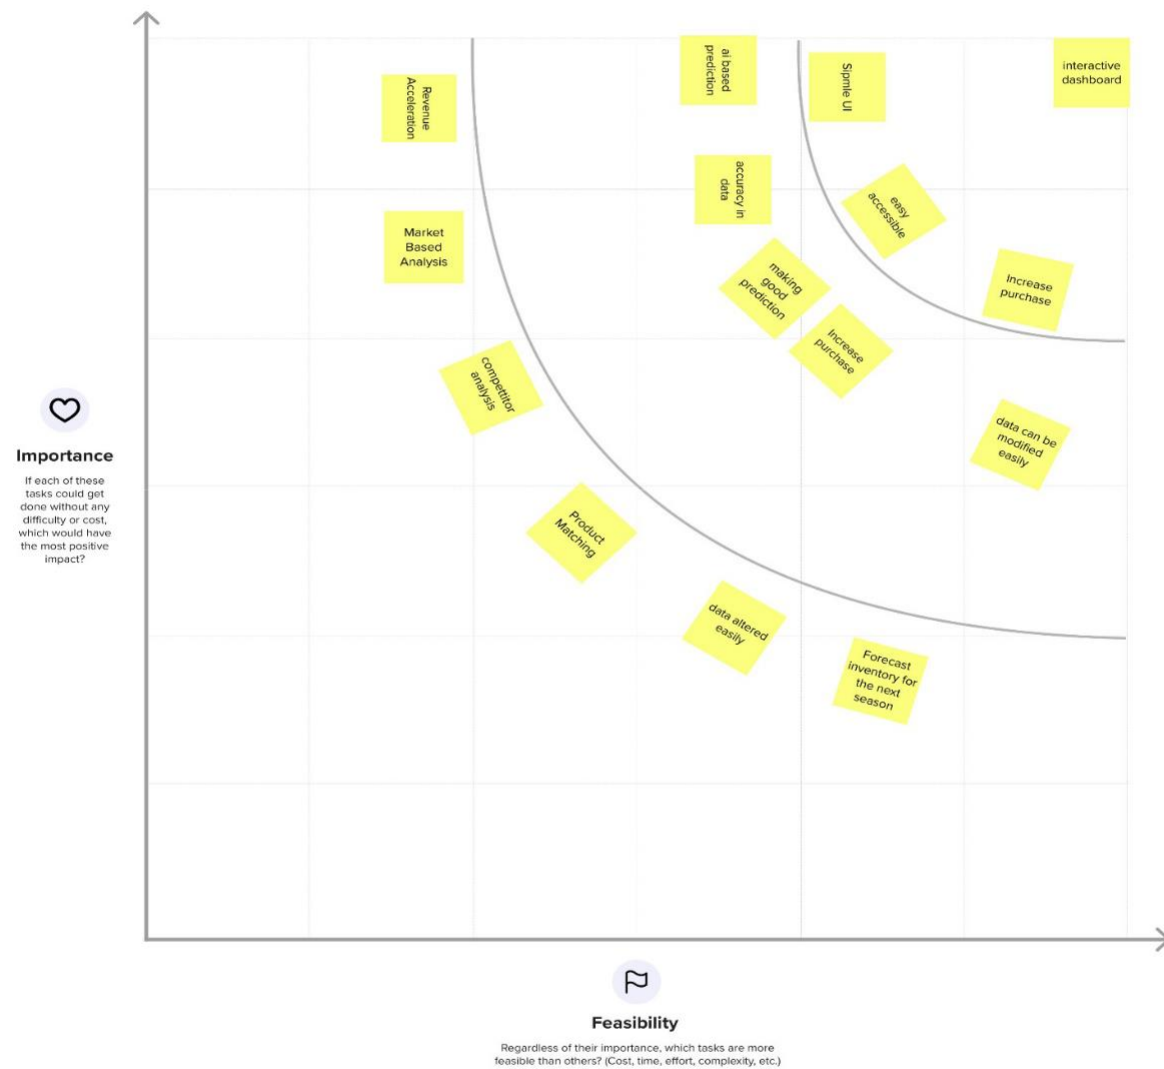 Revenue
Acceleration
ai based
prediction
Sipmle UI
interactive
dashboard
accuracy in
data
easy
accessible
Market
Based
Analysis
making
good
prediction
Increase
purchase
Increase
purchase
competitor
analysis
data can be
modified
easily
Importance
If each of these
tasks could get
done without any
difficulty or cost,
which would have
the most positive
impact?
Product
Matching
data altered
easily
Forecast
inventory for
the next
season
Feasibility
Regardless of their importance, which tasks are more
feasible than others? (Cost, time, effort, complexity, etc.)